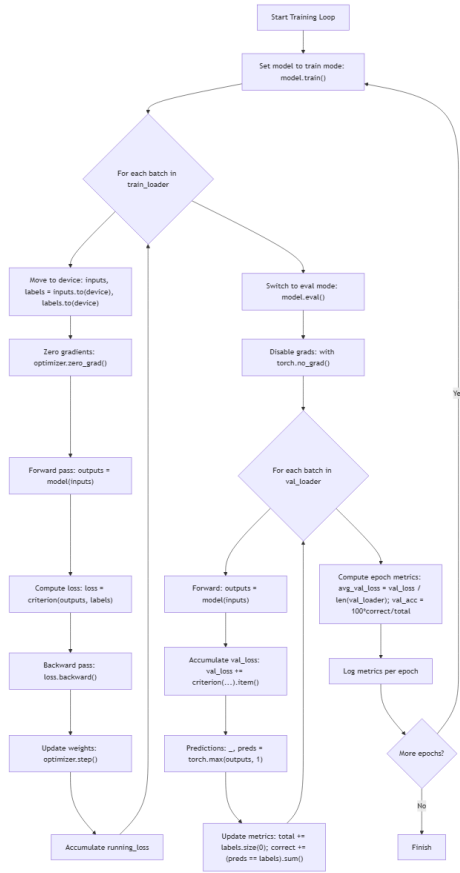 Start Training Loop
Set model to train mode:
model.train()
For each batch in
train_loader
Move to device: inputs,
labels = inputs.to(device),
labels.to(device)
Zero gradients:
optimizer.zero_grad()
Forward pass: outputs =
model(inputs)
Compute loss: loss =
criterion(outputs, labels)
Backward pass:
loss.backward()
Update weights:
optimizer.step()
Accumulate running_loss
Switch to eval mode:
model.eval()
Disable grads: with
torch.no_grad()
For each batch in
val_loader
Forward: outputs =
model(inputs)
Accumulate val_loss:
val_loss +=
criterion(...).item()
Predictions: _, preds =
torch.max(outputs, 1)
Update metrics: total +=
labels.size(0); correct +=
(preds == labels).sum()
Compute epoch metrics:
avg_val_loss = val_loss /
len(val_loader); val_acc =
100*correct/total
Log metrics per epoch
More epochs?
Ye
No
Finish